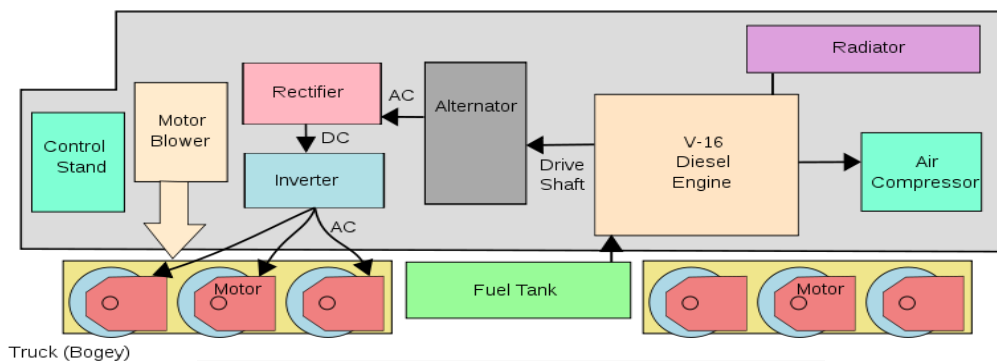 Radiator
Rectifier
AC
Alternator
Motor
Blower
Control
Stand
DC
V-16
Diesel
Engine
Drive
Shaft
Air
Compressor
Inverter
AC
Motor
Fuel Tank
Motor
Truck (Bogey)